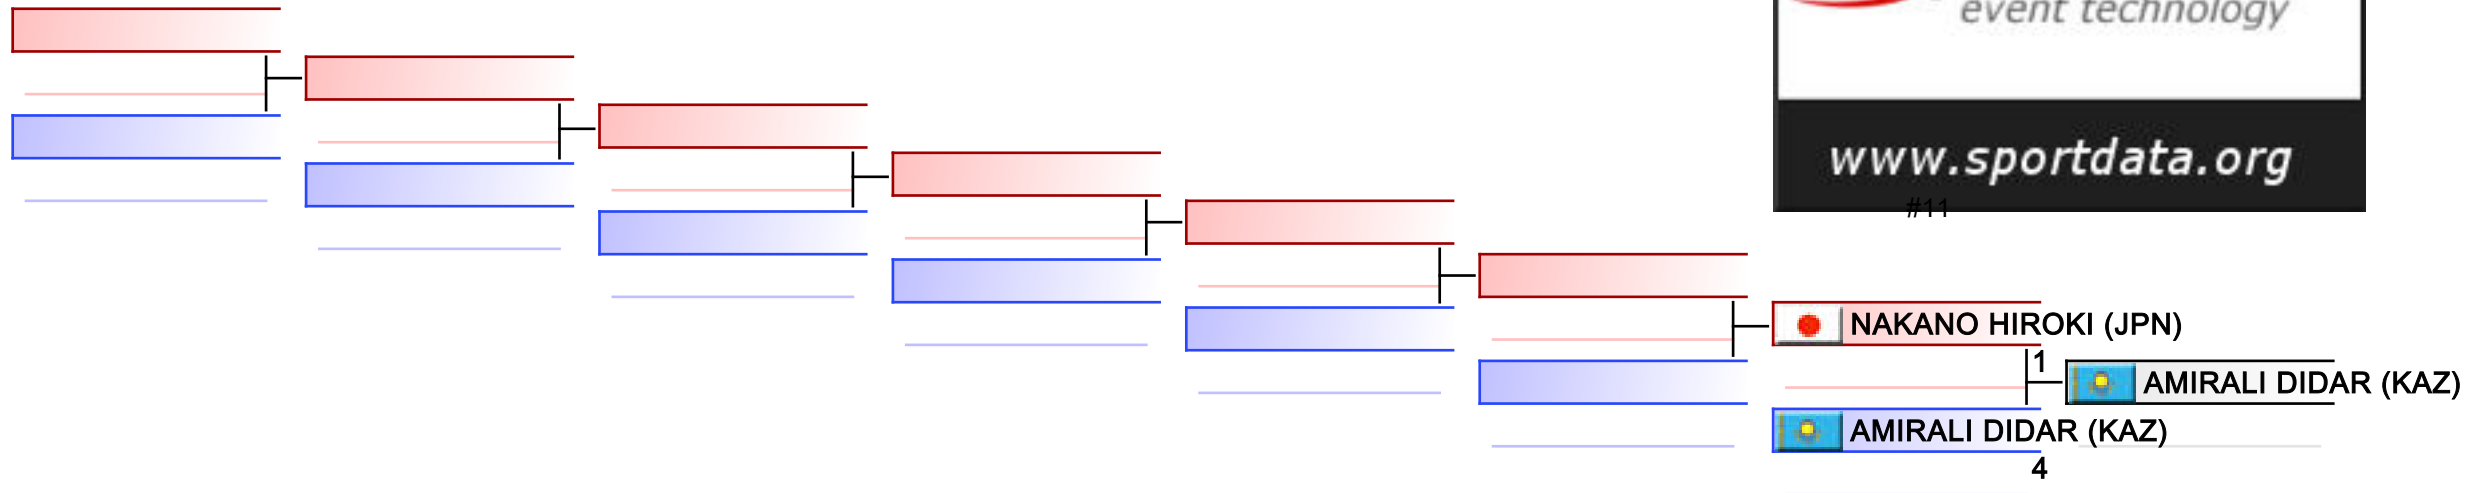 event technology
www.sportdata.org
#11
NAKANO HIROKI (JPN)
1
AMIRALI DIDAR (KAZ)
AMIRALI DIDAR (KAZ)
4